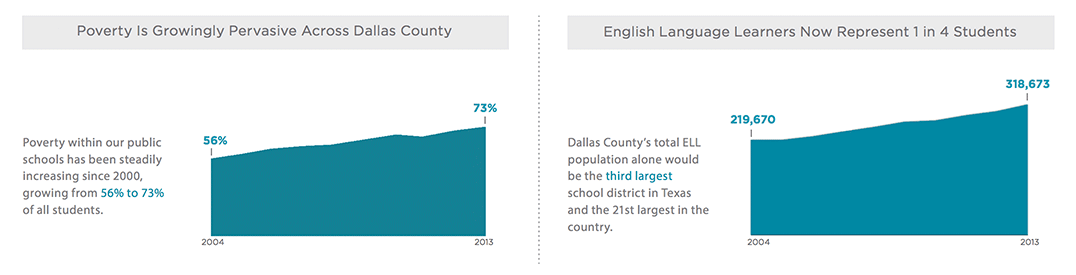 Poverty Is Growingly Pervasive Across Dallas County
Poverty within our public
schools has been steadily
increasing since 2000,
growing from 56% to 73%
of all students.
56%
73%
2004
2013
English Language Learners Now Represent 1 in 4 Students
Dallas County's total ELL
population alone would
be the third largest
school district in Texas
and the 21st largest in the
country.
219,670
318,673
2004
2013